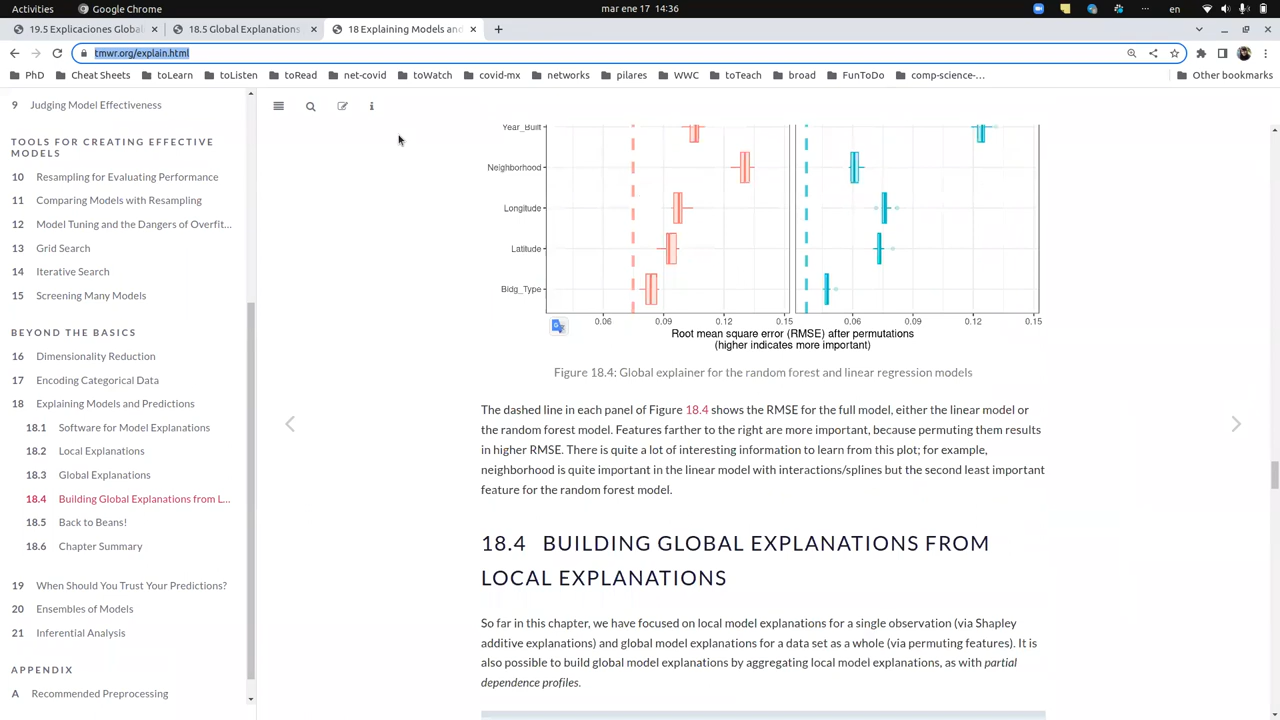 Activities
Google Chrome
mar ene 17 14:36
en
19.5 Explicaciones Global
18.5 Global Explanations
18 Explaining Models and
tmwr.org/explain.html
PhD
Cheat Sheets
toLearn
toListen
toRead
net-covid
toWatch
covid-mx
networks
pilares
WWC
toTeach
broad
FunToDo
comp-science-…
Other bookmarks
9 Judging Model Effectiveness
TOOLS FOR CREATING EFFECTIVE
MODELS
10 Resampling for Evaluating Performance
11 Comparing Models with Resampling
12 Model Tuning and the Dangers of Overfit…
13 Grid Search
14 Iterative Search
15 Screening Many Models
BEYOND THE BASICS
16 Dimensionality Reduction
17 Encoding Categorical Data
18 Explaining Models and Predictions
18.1 Software for Model Explanations
18.2 Local Explanations
18.3 Global Explanations
18.4 Building Global Explanations from L…
18.5 Back to Beans!
18.6 Chapter Summary
19 When Should You Trust Your Predictions?
20 Ensembles of Models
21 Inferential Analysis
APPENDIX
A Recommended Preprocessing
Year_Built
Neighborhood
Longitude
Latitude
Bldg_Type
0.06 0.09 0.12 0.15 0.06 0.09 0.12 0.15
Root mean square error (RMSE) after permutations
(higher indicates more important)
Figure 18.4: Global explainer for the random forest and linear regression models
The dashed line in each panel of Figure 18.4 shows the RMSE for the full model, either the linear model or
the random forest model. Features farther to the right are more important, because permuting them results
in higher RMSE. There is quite a lot of interesting information to learn from this plot; for example,
neighborhood is quite important in the linear model with interactions/splines but the second least important
feature for the random forest model.
18.4 BUILDING GLOBAL EXPLANATIONS FROM
LOCAL EXPLANATIONS
So far in this chapter, we have focused on local model explanations for a single observation (via Shapley
additive explanations) and global model explanations for a data set as a whole (via permuting features). It is
also possible to build global model explanations by aggregating local model explanations, as with partial
dependence profiles.